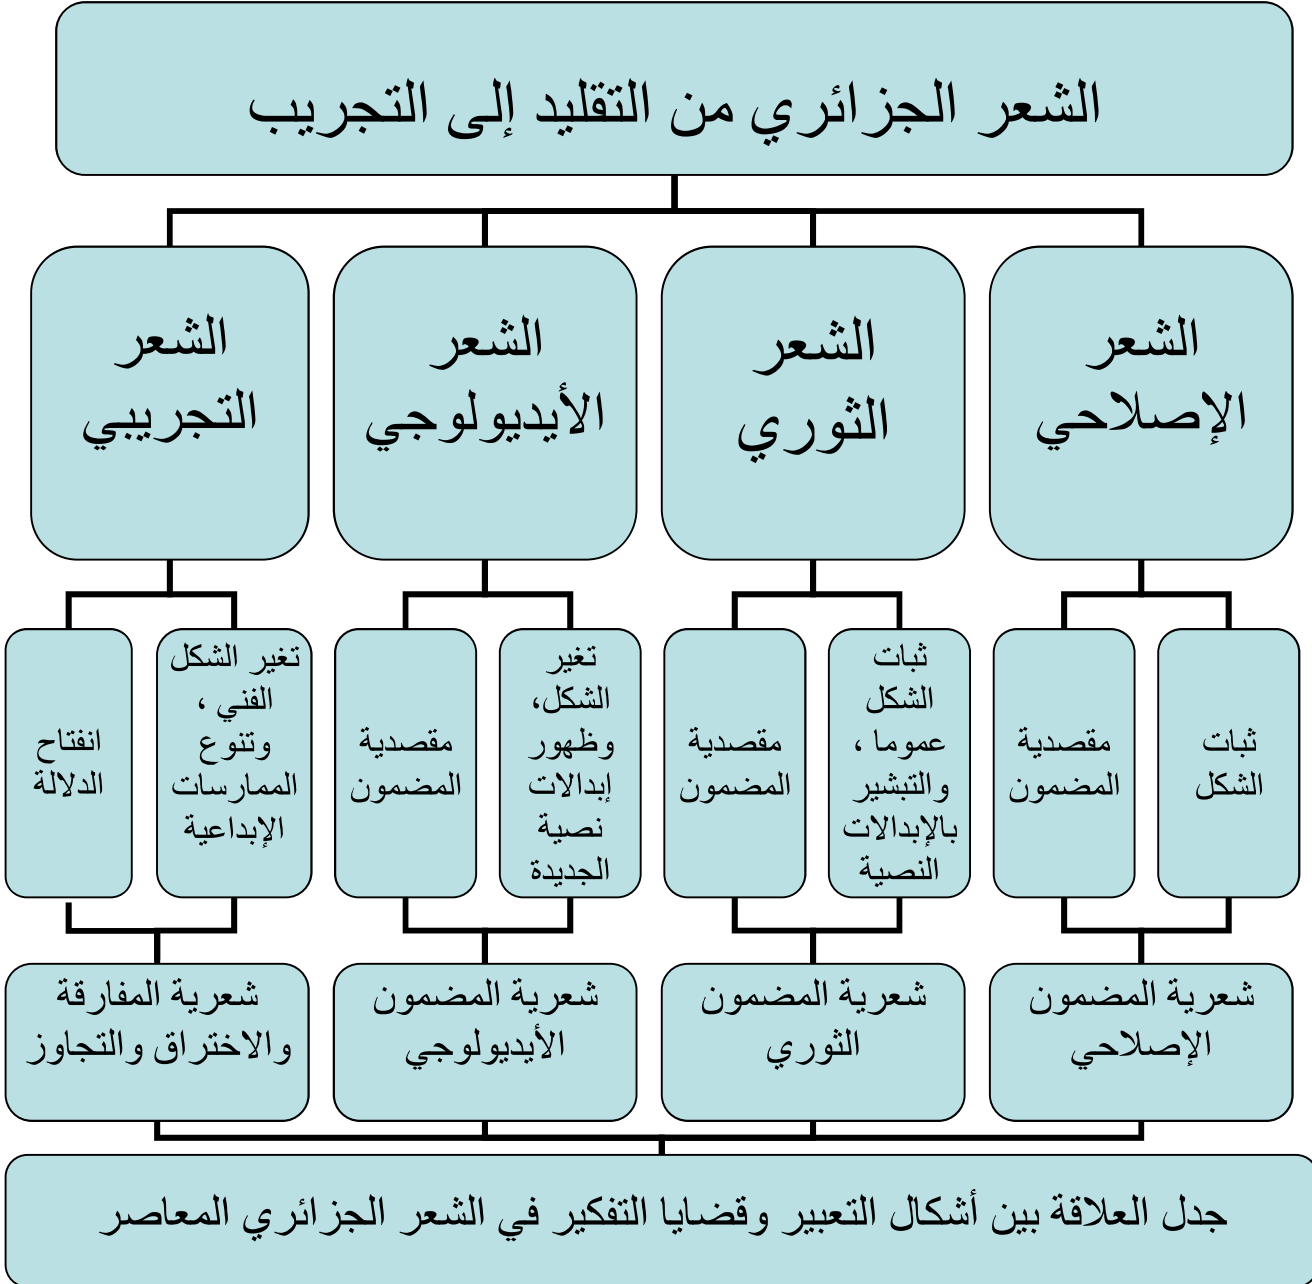 الشعر الجزائري من التقليد إلى التجريب
الشعر
الإصلاحي
الشعر
الثوري
الشعر
الأيديولوجي
الشعر
التجريبي
ثبات
الشكل
مقصدية
المضمون
ثبات
الشكل
عموما ،
والتبشير
بالإبدالات
النصية
مقصدية
المضمون
تغير
الشكل،
وظهور
إبدالات
نصية
الجديدة
مقصدية
المضمون
تغير الشكل
الفني ،
وتنوع
الممارسات
الإبداعية
انفتاح
الدلالة
شعرية المضمون
الإصلاحي
شعرية المضمون
الثوري
شعرية المضمون
الأيديولوجي
شعرية المفارقة
والاختراق والتجاوز
جدل العلاقة بين أشكال التعبير وقضايا التفكير في الشعر الجزائري المعاصر